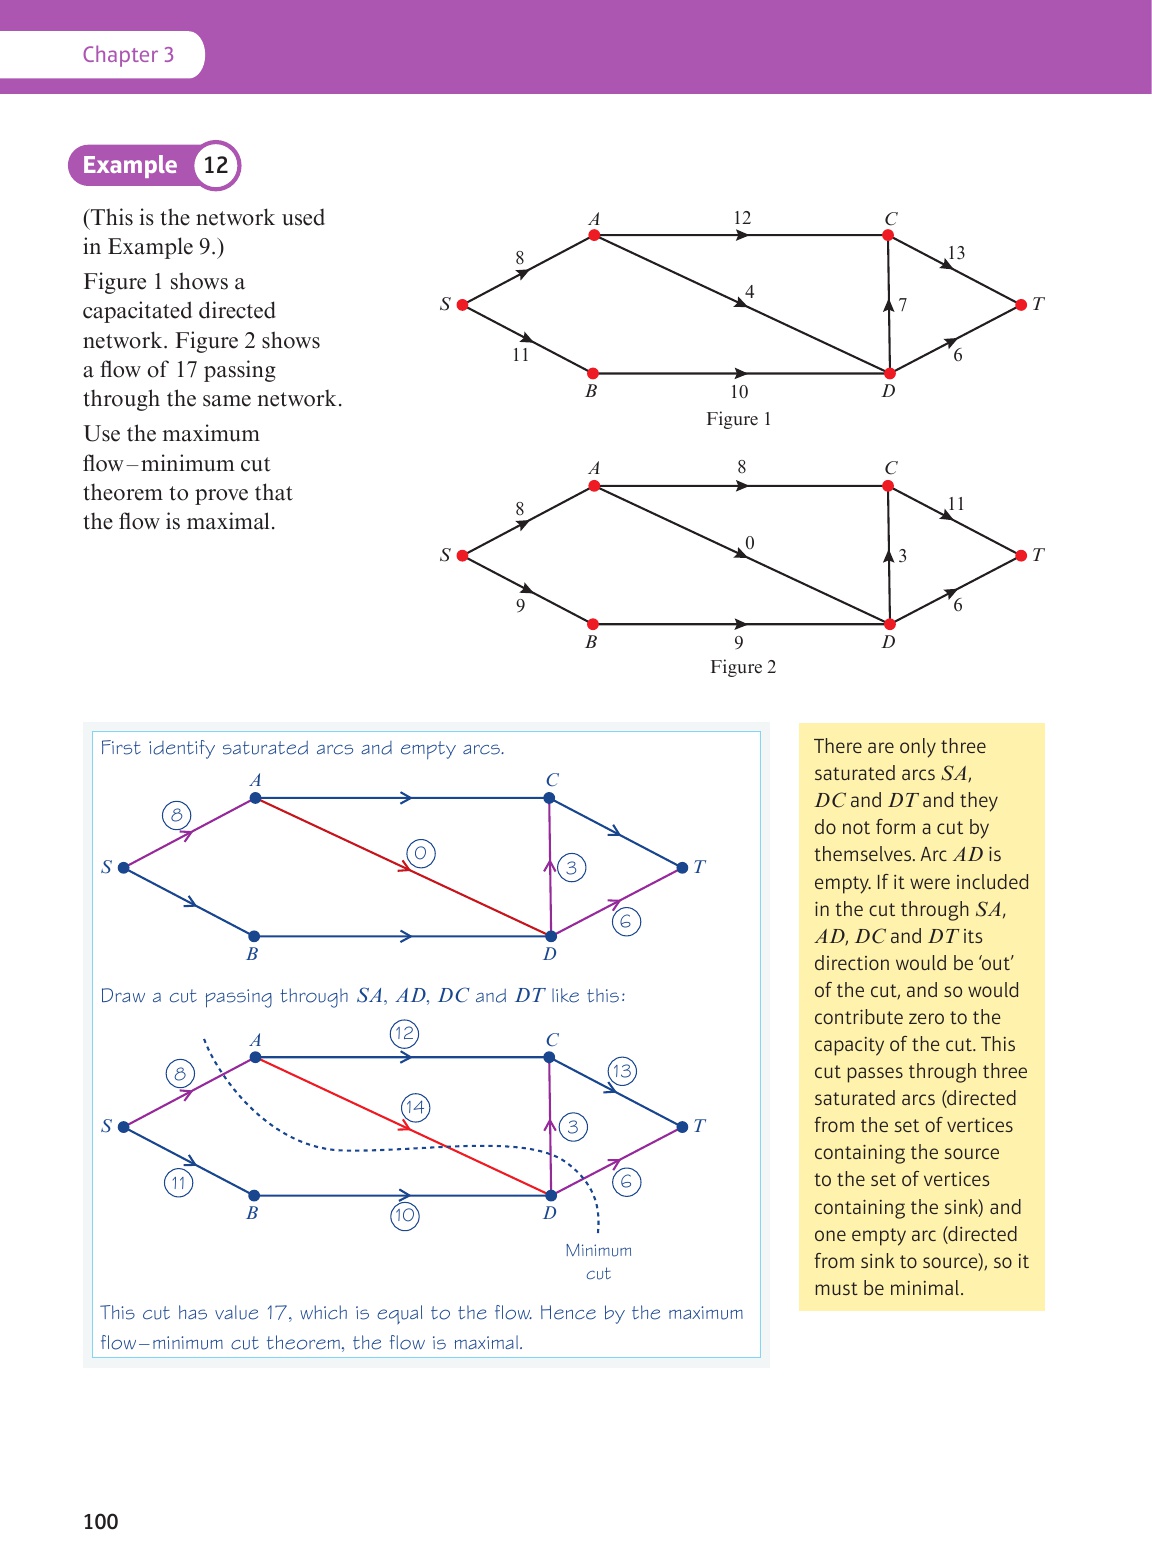 Chapter 3
Example 12
(This is the network used
in Example 9.)
Figure 1 shows a
capacitated directed
network. Figure 2 shows
a flow of 17 passing
through the same network.
Use the maximum
flow–minimum cut
theorem to prove that
the flow is maximal.
A 12 C
8 13
S 4 7 T
11 6
B 10 D
Figure 1
A 8 C
8 11
S 0 3 T
9 6
B 9 D
Figure 2
First identify saturated arcs and empty arcs.
A C
8
0
S 3 T
6
B D
Draw a cut passing through SA, AD, DC and DT like this:
12
A C
8 13
14
S 3 T
11 6
B 10 D
Minimum
cut
This cut has value 17, which is equal to the flow. Hence by the maximum
flow–minimum cut theorem, the flow is maximal.
There are only three
saturated arcs SA,
DC and DT and they
do not form a cut by
themselves. Arc AD is
empty. If it were included
in the cut through SA,
AD, DC and DT its
direction would be ‘out’
of the cut, and so would
contribute zero to the
capacity of the cut. This
cut passes through three
saturated arcs (directed
from the set of vertices
containing the source
to the set of vertices
containing the sink) and
one empty arc (directed
from sink to source), so it
must be minimal.
100